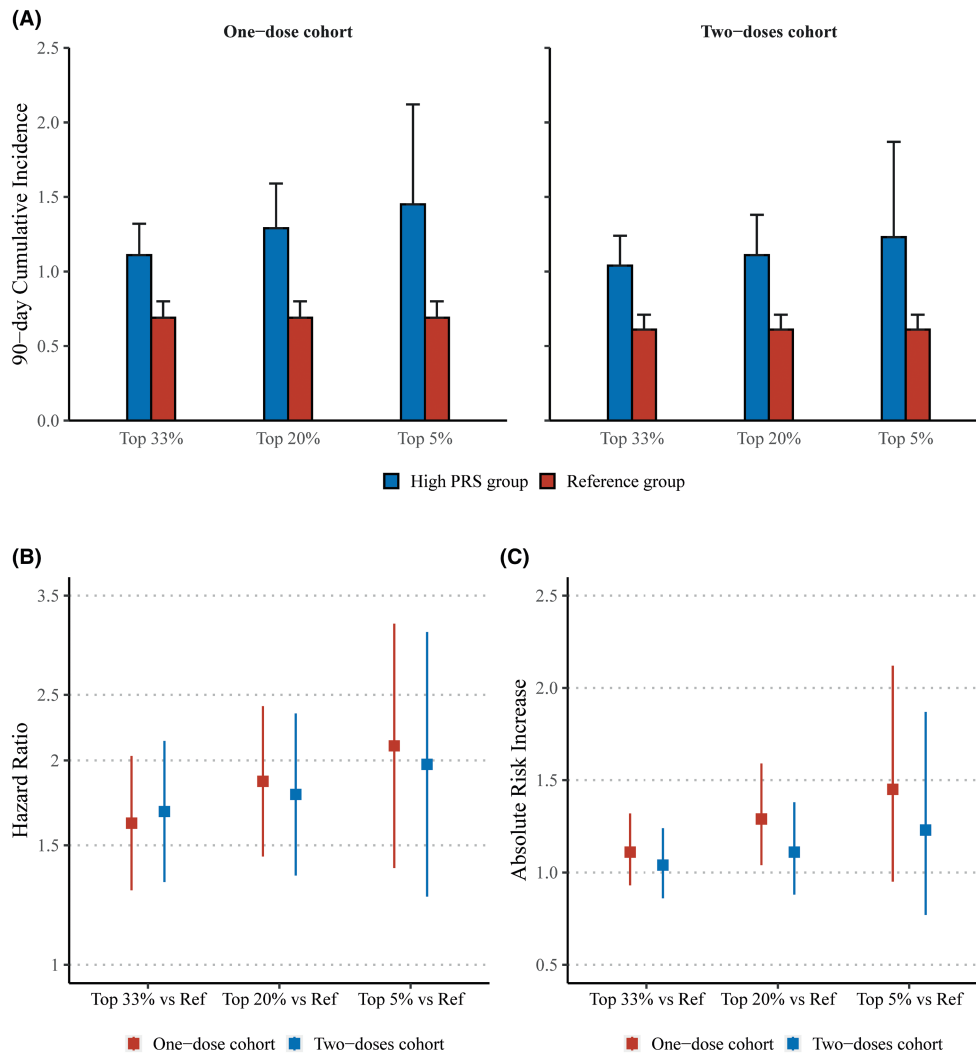 (A)
One−dose cohort
Two−doses cohort
90−day Cumulative Incidence
2.5
2.0
1.5
1.0
0.5
0.0
Top 33%
Top 20%
Top 5%
Top 33%
Top 20%
Top 5%
High PRS group
Reference group
(B)
Hazard Ratio
3.5
2.5
2
1.5
1
Top 33% vs Ref
Top 20% vs Ref
Top 5% vs Ref
One−dose cohort
Two−doses cohort
(C)
Absolute Risk Increase
2.5
2.0
1.5
1.0
0.5
Top 33% vs Ref
Top 20% vs Ref
Top 5% vs Ref
One−dose cohort
Two−doses cohort